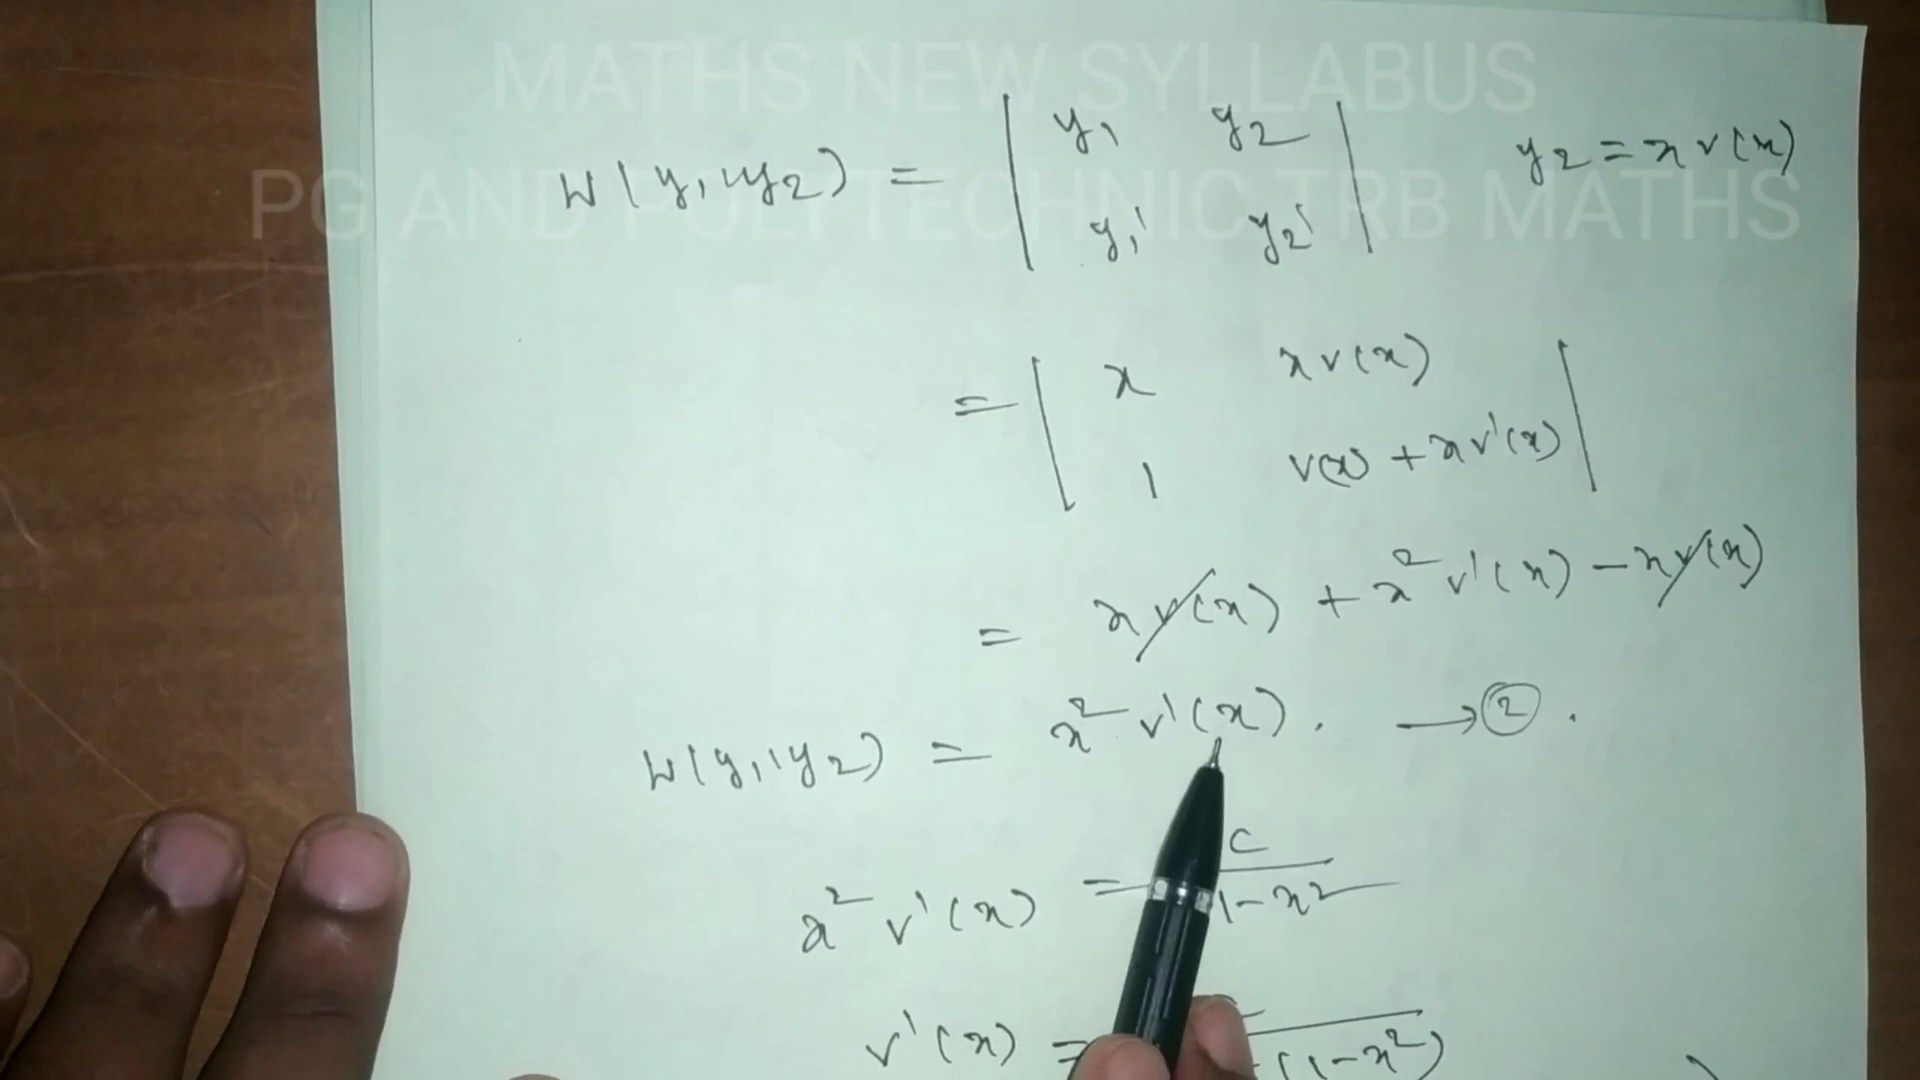 MATHS NEW SYLLABUS
PG AND POLYTECHNIC TRB MATHS
W(y₁,y₂) = | y₁ y₂ | y₂ = x v(x)
| y₁' y₂' |
= | x x v(x) |
| 1 v(x) + x v'(x) |
= x v(x) + x² v'(x) − x v(x)
W(y₁,y₂) = x² v'(x). → ②.
x² v'(x) = c / 1−x²
v'(x) = (1−x²)